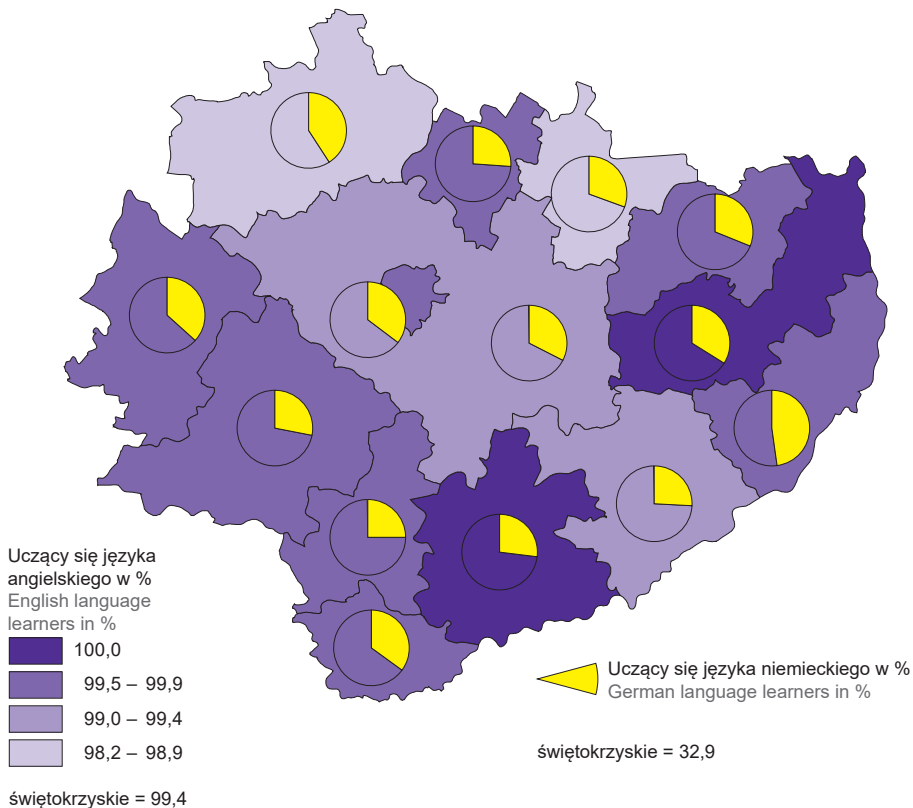 Uczący się języka
angielskiego w %
English language
learners in %
100,0
99,5 – 99,9
99,0 – 99,4
98,2 – 98,9
świętokrzyskie = 99,4
Uczący się języka niemieckiego w %
German language learners in %
świętokrzyskie = 32,9